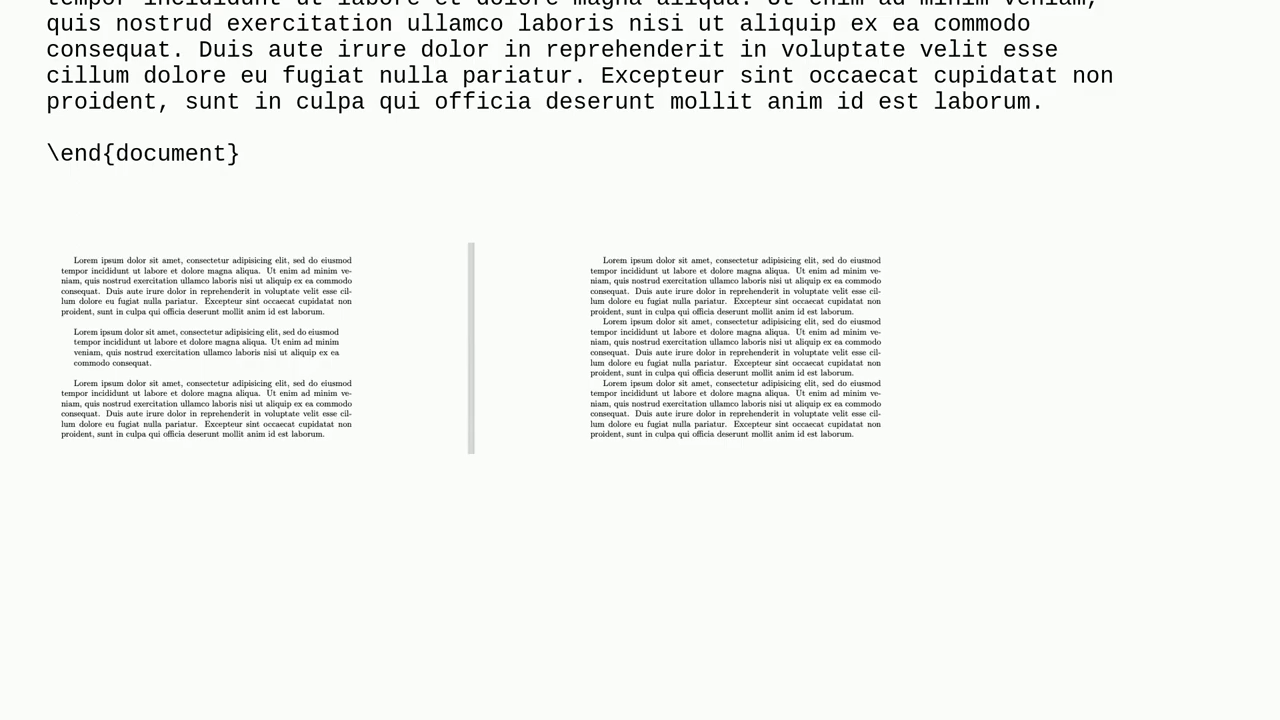 tempor incididunt ut labore et dolore magna aliqua. Ut enim ad minim veniam,
quis nostrud exercitation ullamco laboris nisi ut aliquip ex ea commodo
consequat. Duis aute irure dolor in reprehenderit in voluptate velit esse
cillum dolore eu fugiat nulla pariatur. Excepteur sint occaecat cupidatat non
proident, sunt in culpa qui officia deserunt mollit anim id est laborum.
\end{document}
Lorem ipsum dolor sit amet, consectetur adipisicing elit, sed do eiusmod
tempor incididunt ut labore et dolore magna aliqua. Ut enim ad minim ve-
niam, quis nostrud exercitation ullamco laboris nisi ut aliquip ex ea commodo
consequat. Duis aute irure dolor in reprehenderit in voluptate velit esse cil-
lum dolore eu fugiat nulla pariatur. Excepteur sint occaecat cupidatat non
proident, sunt in culpa qui officia deserunt mollit anim id est laborum.
Lorem ipsum dolor sit amet, consectetur adipisicing elit, sed do eiusmod
tempor incididunt ut labore et dolore magna aliqua. Ut enim ad minim
veniam, quis nostrud exercitation ullamco laboris nisi ut aliquip ex ea
commodo consequat.
Lorem ipsum dolor sit amet, consectetur adipisicing elit, sed do eiusmod
tempor incididunt ut labore et dolore magna aliqua. Ut enim ad minim ve-
niam, quis nostrud exercitation ullamco laboris nisi ut aliquip ex ea commodo
consequat. Duis aute irure dolor in reprehenderit in voluptate velit esse cil-
lum dolore eu fugiat nulla pariatur. Excepteur sint occaecat cupidatat non
proident, sunt in culpa qui officia deserunt mollit anim id est laborum.
Lorem ipsum dolor sit amet, consectetur adipisicing elit, sed do eiusmod
tempor incididunt ut labore et dolore magna aliqua. Ut enim ad minim ve-
niam, quis nostrud exercitation ullamco laboris nisi ut aliquip ex ea commodo
consequat. Duis aute irure dolor in reprehenderit in voluptate velit esse cil-
lum dolore eu fugiat nulla pariatur. Excepteur sint occaecat cupidatat non
proident, sunt in culpa qui officia deserunt mollit anim id est laborum.
Lorem ipsum dolor sit amet, consectetur adipisicing elit, sed do eiusmod
tempor incididunt ut labore et dolore magna aliqua. Ut enim ad minim ve-
niam, quis nostrud exercitation ullamco laboris nisi ut aliquip ex ea commodo
consequat. Duis aute irure dolor in reprehenderit in voluptate velit esse cil-
lum dolore eu fugiat nulla pariatur. Excepteur sint occaecat cupidatat non
proident, sunt in culpa qui officia deserunt mollit anim id est laborum.
Lorem ipsum dolor sit amet, consectetur adipisicing elit, sed do eiusmod
tempor incididunt ut labore et dolore magna aliqua. Ut enim ad minim ve-
niam, quis nostrud exercitation ullamco laboris nisi ut aliquip ex ea commodo
consequat. Duis aute irure dolor in reprehenderit in voluptate velit esse cil-
lum dolore eu fugiat nulla pariatur. Excepteur sint occaecat cupidatat non
proident, sunt in culpa qui officia deserunt mollit anim id est laborum.